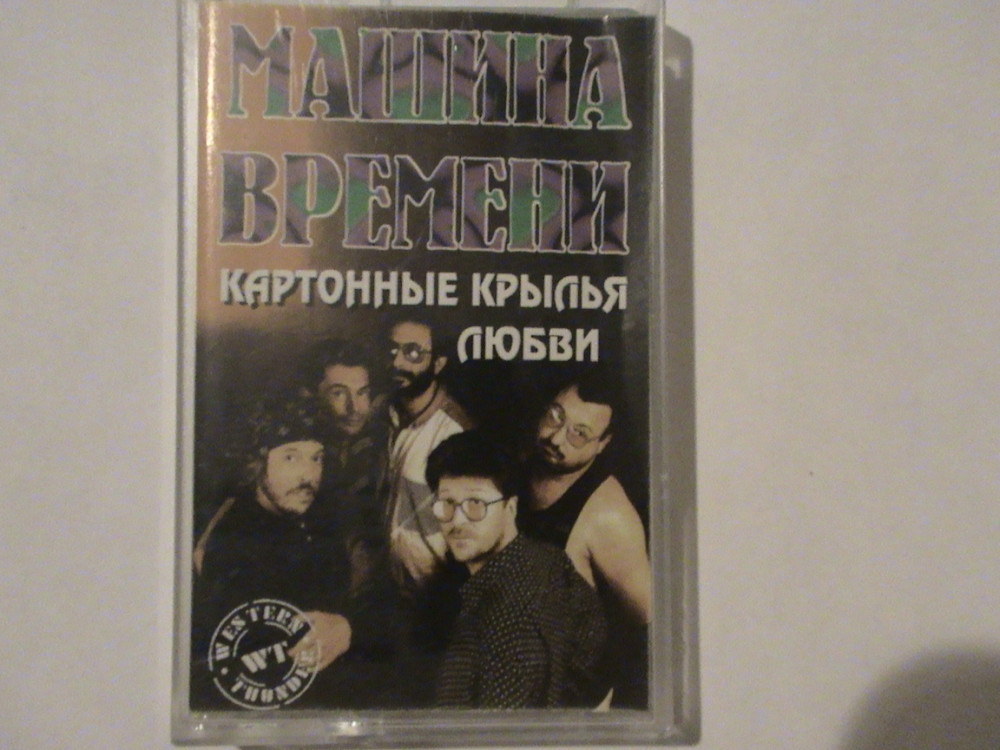 МАШИНА
ВРЕМЕНИ
КАРТОННЫЕ КРЫЛЬЯ
ЛЮБВИ
WESTERN
WT
THUNDER